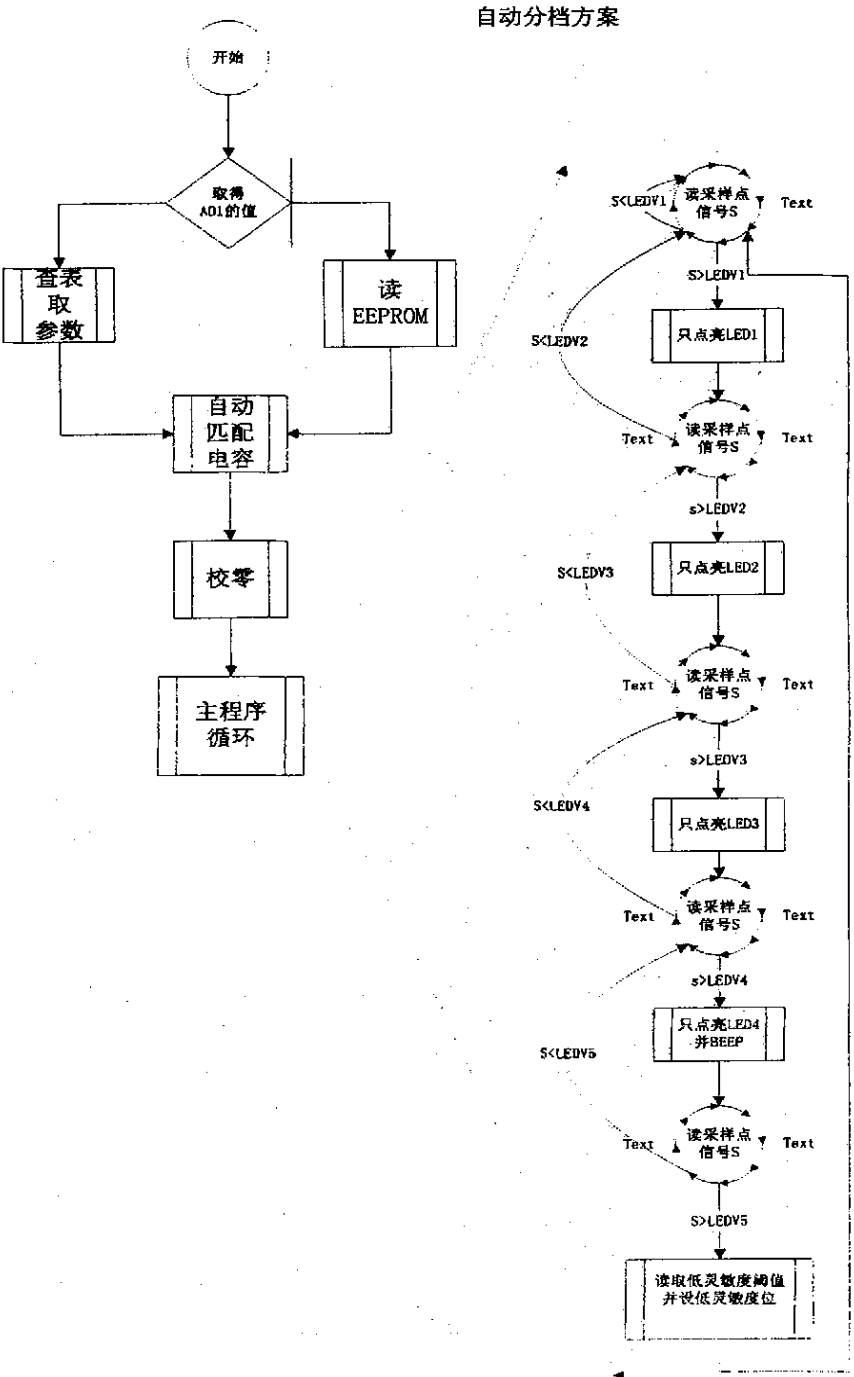 自动分档方案
开始
取得
AD1的值
查表
取
参数
读
EEPROM
自动
匹配
电容
校零
主程序
循环
读采样点
信号S
Text
S<LEDV1
S>LEDV1
只点亮LED1
S<LEDV2
Text
读采样点
信号S
Text
s>LEDV2
只点亮LED2
S<LEDV3
Text
读采样点
信号S
Text
s>LEDV3
只点亮LED3
S<LEDV4
Text
读采样点
信号S
Text
s>LEDV4
只点亮LED4
并BEEP
S<LEDV5
Text
读采样点
信号S
Text
S>LEDV5
读取低灵敏度阈值
并设低灵敏度位